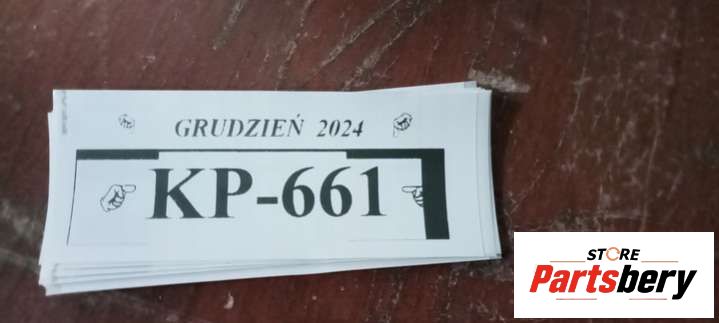 GRUDZIEŃ 2024
KP-661
STORE
Partsbery